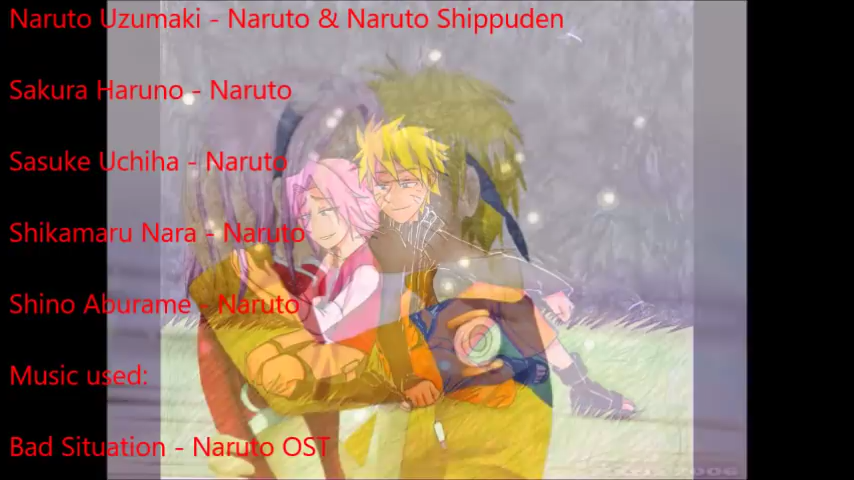 Naruto Uzumaki - Naruto & Naruto Shippuden
Sakura Haruno - Naruto
Sasuke Uchiha - Naruto
Shikamaru Nara - Naruto
Shino Aburame - Naruto
Music used:
Bad Situation - Naruto OST
2006